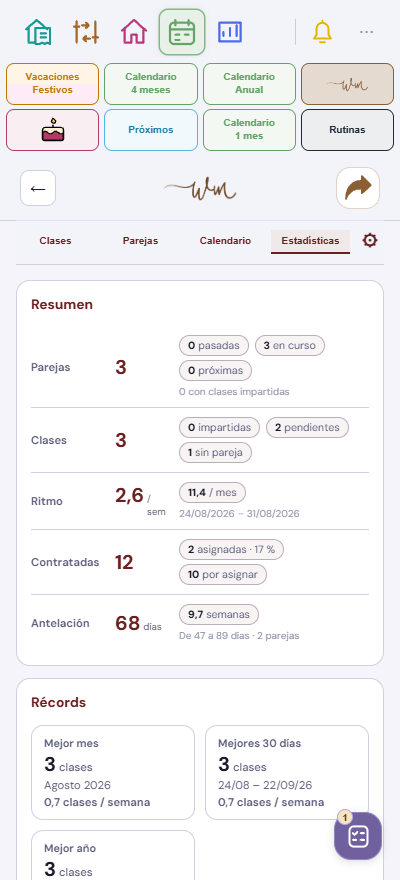 Vacaciones
Festivos
Calendario
4 meses
Calendario
Anual
Wm
Próximos
Calendario
1 mes
Rutinas
Wm
Clases
Parejas
Calendario
Estadísticas
Resumen
Parejas
3
0 pasadas
3 en curso
0 próximas
0 con clases impartidas
Clases
3
0 impartidas
2 pendientes
1 sin pareja
Ritmo
2,6 /
sem
11,4 / mes
24/08/2026 – 31/08/2026
Contratadas
12
2 asignadas · 17 %
10 por asignar
Antelación
68 días
9,7 semanas
De 47 a 89 días · 2 parejas
Récords
Mejor mes
3 clases
Agosto 2026
0,7 clases / semana
Mejores 30 días
3 clases
24/08 – 22/09/26
0,7 clases / semana
1
Mejor año
3 clases